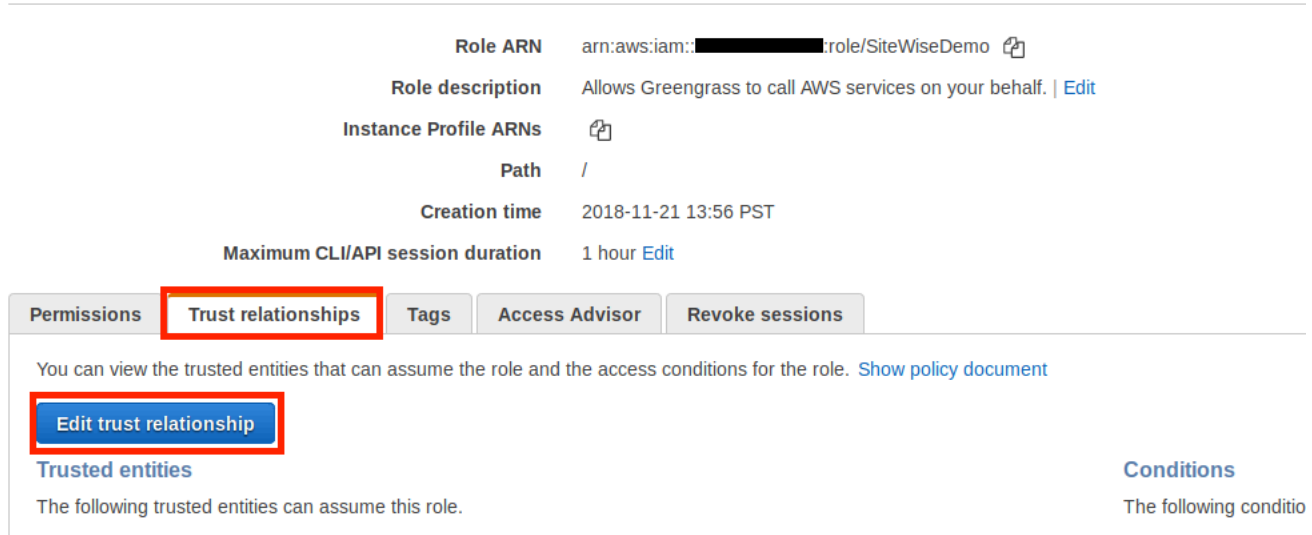 Role ARN arn:aws:iam:: :role/SiteWiseDemo
Role description Allows Greengrass to call AWS services on your behalf. | Edit
Instance Profile ARNs
Path /
Creation time 2018-11-21 13:56 PST
Maximum CLI/API session duration 1 hour Edit
Permissions Trust relationships Tags Access Advisor Revoke sessions
You can view the trusted entities that can assume the role and the access conditions for the role. Show policy document
Edit trust relationship
Trusted entities Conditions
The following trusted entities can assume this role. The following conditio